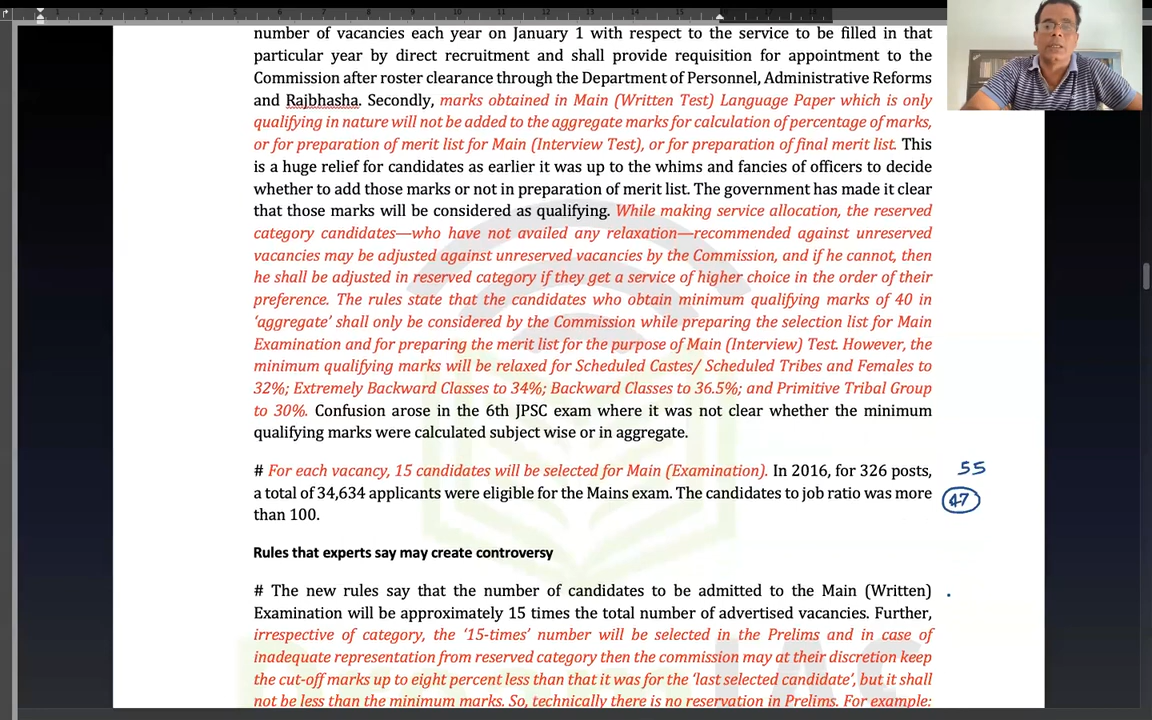 number of vacancies each year on January 1 with respect to the service to be filled in that
particular year by direct recruitment and shall provide requisition for appointment to the
Commission after roster clearance through the Department of Personnel, Administrative Reforms
and Rajbhasha. Secondly, marks obtained in Main (Written Test) Language Paper which is only
qualifying in nature will not be added to the aggregate marks for calculation of percentage of marks,
or for preparation of merit list for Main (Interview Test), or for preparation of final merit list. This
is a huge relief for candidates as earlier it was up to the whims and fancies of officers to decide
whether to add those marks or not in preparation of merit list. The government has made it clear
that those marks will be considered as qualifying. While making service allocation, the reserved
category candidates—who have not availed any relaxation—recommended against unreserved
vacancies may be adjusted against unreserved vacancies by the Commission, and if he cannot, then
he shall be adjusted in reserved category if they get a service of higher choice in the order of their
preference. The rules state that the candidates who obtain minimum qualifying marks of 40 in
‘aggregate’ shall only be considered by the Commission while preparing the selection list for Main
Examination and for preparing the merit list for the purpose of Main (Interview) Test. However, the
minimum qualifying marks will be relaxed for Scheduled Castes/ Scheduled Tribes and Females to
32%; Extremely Backward Classes to 34%; Backward Classes to 36.5%; and Primitive Tribal Group
to 30%. Confusion arose in the 6th JPSC exam where it was not clear whether the minimum
qualifying marks were calculated subject wise or in aggregate.
# For each vacancy, 15 candidates will be selected for Main (Examination). In 2016, for 326 posts, 55
a total of 34,634 applicants were eligible for the Mains exam. The candidates to job ratio was more 47
than 100.
Rules that experts say may create controversy
# The new rules say that the number of candidates to be admitted to the Main (Written)
Examination will be approximately 15 times the total number of advertised vacancies. Further,
irrespective of category, the ‘15-times’ number will be selected in the Prelims and in case of
inadequate representation from reserved category then the commission may at their discretion keep
the cut-off marks up to eight percent less than that it was for the ‘last selected candidate’, but it shall
not be less than the minimum marks. So, technically there is no reservation in Prelims. For example: